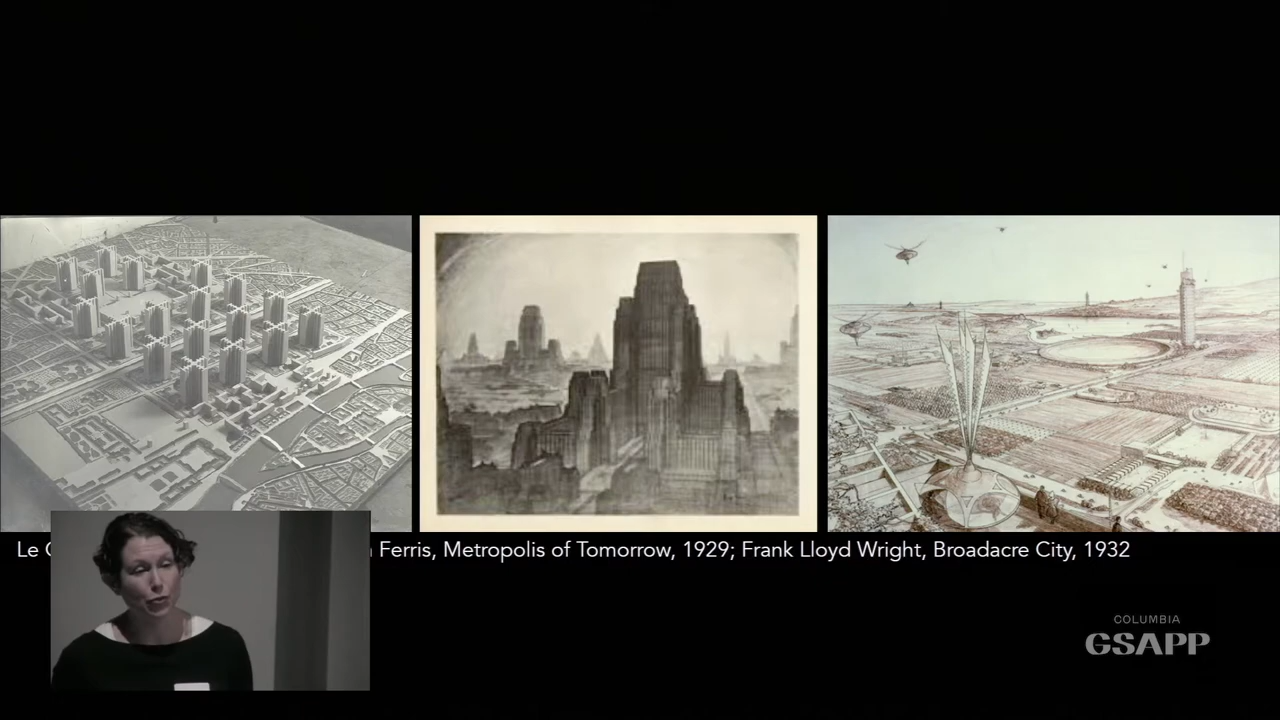 Le
Ferris, Metropolis of Tomorrow, 1929; Frank Lloyd Wright, Broadacre City, 1932
COLUMBIA
GSAPP